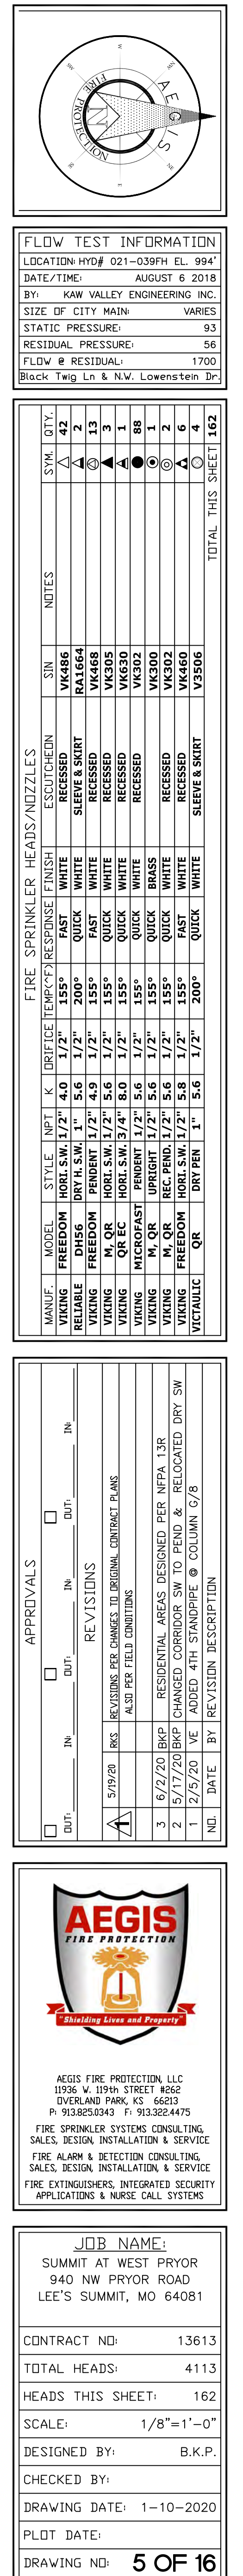 W
NW
SW
N
S
NE
SE
E
AEGIS
FIRE PROTECTION
FLOW TEST INFORMATION
LOCATION: HYD# 021-039FH EL. 994'
DATE/TIME: AUGUST 6 2018
BY: KAW VALLEY ENGINEERING INC.
SIZE OF CITY MAIN: VARIES
STATIC PRESSURE: 93
RESIDUAL PRESSURE: 56
FLOW @ RESIDUAL: 1700
Black Twig Ln & N.W. Lowenstein Dr.
FIRE SPRINKLER HEADS/NOZZLES
MANUF. MODEL STYLE NPT K ORIFICE TEMP(°F) RESPONSE FINISH ESCUTCHEON SIN NOTES SYM. QTY.
VIKING FREEDOM HORI. S.W. 1/2" 4.0 1/2" 155° FAST WHITE RECESSED VK486 42
RELIABLE DH56 DRY H. S.W. 1" 5.6 1/2" 200° QUICK WHITE SLEEVE & SKIRT RA1664 2
VIKING FREEDOM PENDENT 1/2" 4.9 1/2" 155° FAST WHITE RECESSED VK468 13
VIKING M, QR HORI. S.W. 1/2" 5.6 1/2" 155° QUICK WHITE RECESSED VK305 3
VIKING QR EC HORI. S.W. 3/4" 8.0 1/2" 155° QUICK WHITE RECESSED VK630 1
VIKING MICROFAST PENDENT 1/2" 5.6 1/2" 155° QUICK WHITE RECESSED VK302 88
VIKING M, QR UPRIGHT 1/2" 5.6 1/2" 155° QUICK BRASS VK300 1
VIKING M, QR REC. PEND. 1/2" 5.6 1/2" 155° QUICK WHITE RECESSED VK302 2
VIKING FREEDOM HORI. S.W. 1/2" 5.8 1/2" 155° FAST WHITE RECESSED VK460 6
VICTAULIC QR DRY PEN 1" 5.6 1/2" 200° QUICK WHITE SLEEVE & SKIRT V3506 4
TOTAL THIS SHEET 162
APPROVALS
OUT: IN: OUT: IN: OUT: IN:
REVISIONS
1 5/19/20 RKS REVISIONS PER CHANGES TO ORIGINAL CONTRACT PLANS
ALSO PER FIELD CONDITIONS
3 6/2/20 BKP RESIDENTIAL AREAS DESIGNED PER NFPA 13R
2 5/17/20 BKP CHANGED CORRIDOR SW TO PEND & RELOCATED DRY SW
1 2/5/20 VE ADDED 4TH STANDPIPE @ COLUMN G/8
NO. DATE BY REVISION DESCRIPTION
AEGIS
FIRE PROTECTION
"Shielding Lives and Property"
AEGIS FIRE PROTECTION, LLC
11936 W. 119th STREET #262
OVERLAND PARK, KS 66213
P: 913.825.0343 F: 913.322.4475
FIRE SPRINKLER SYSTEMS CONSULTING,
SALES, DESIGN, INSTALLATION & SERVICE
FIRE ALARM & DETECTION CONSULTING,
SALES, DESIGN, INSTALLATION, & SERVICE
FIRE EXTINGUISHERS, INTEGRATED SECURITY
APPLICATIONS & NURSE CALL SYSTEMS
JOB NAME:
SUMMIT AT WEST PRYOR
940 NW PRYOR ROAD
LEE'S SUMMIT, MO 64081
CONTRACT NO: 13613
TOTAL HEADS: 4113
HEADS THIS SHEET: 162
SCALE: 1/8"=1'-0"
DESIGNED BY: B.K.P.
CHECKED BY:
DRAWING DATE: 1-10-2020
PLOT DATE:
DRAWING NO: 5 OF 16